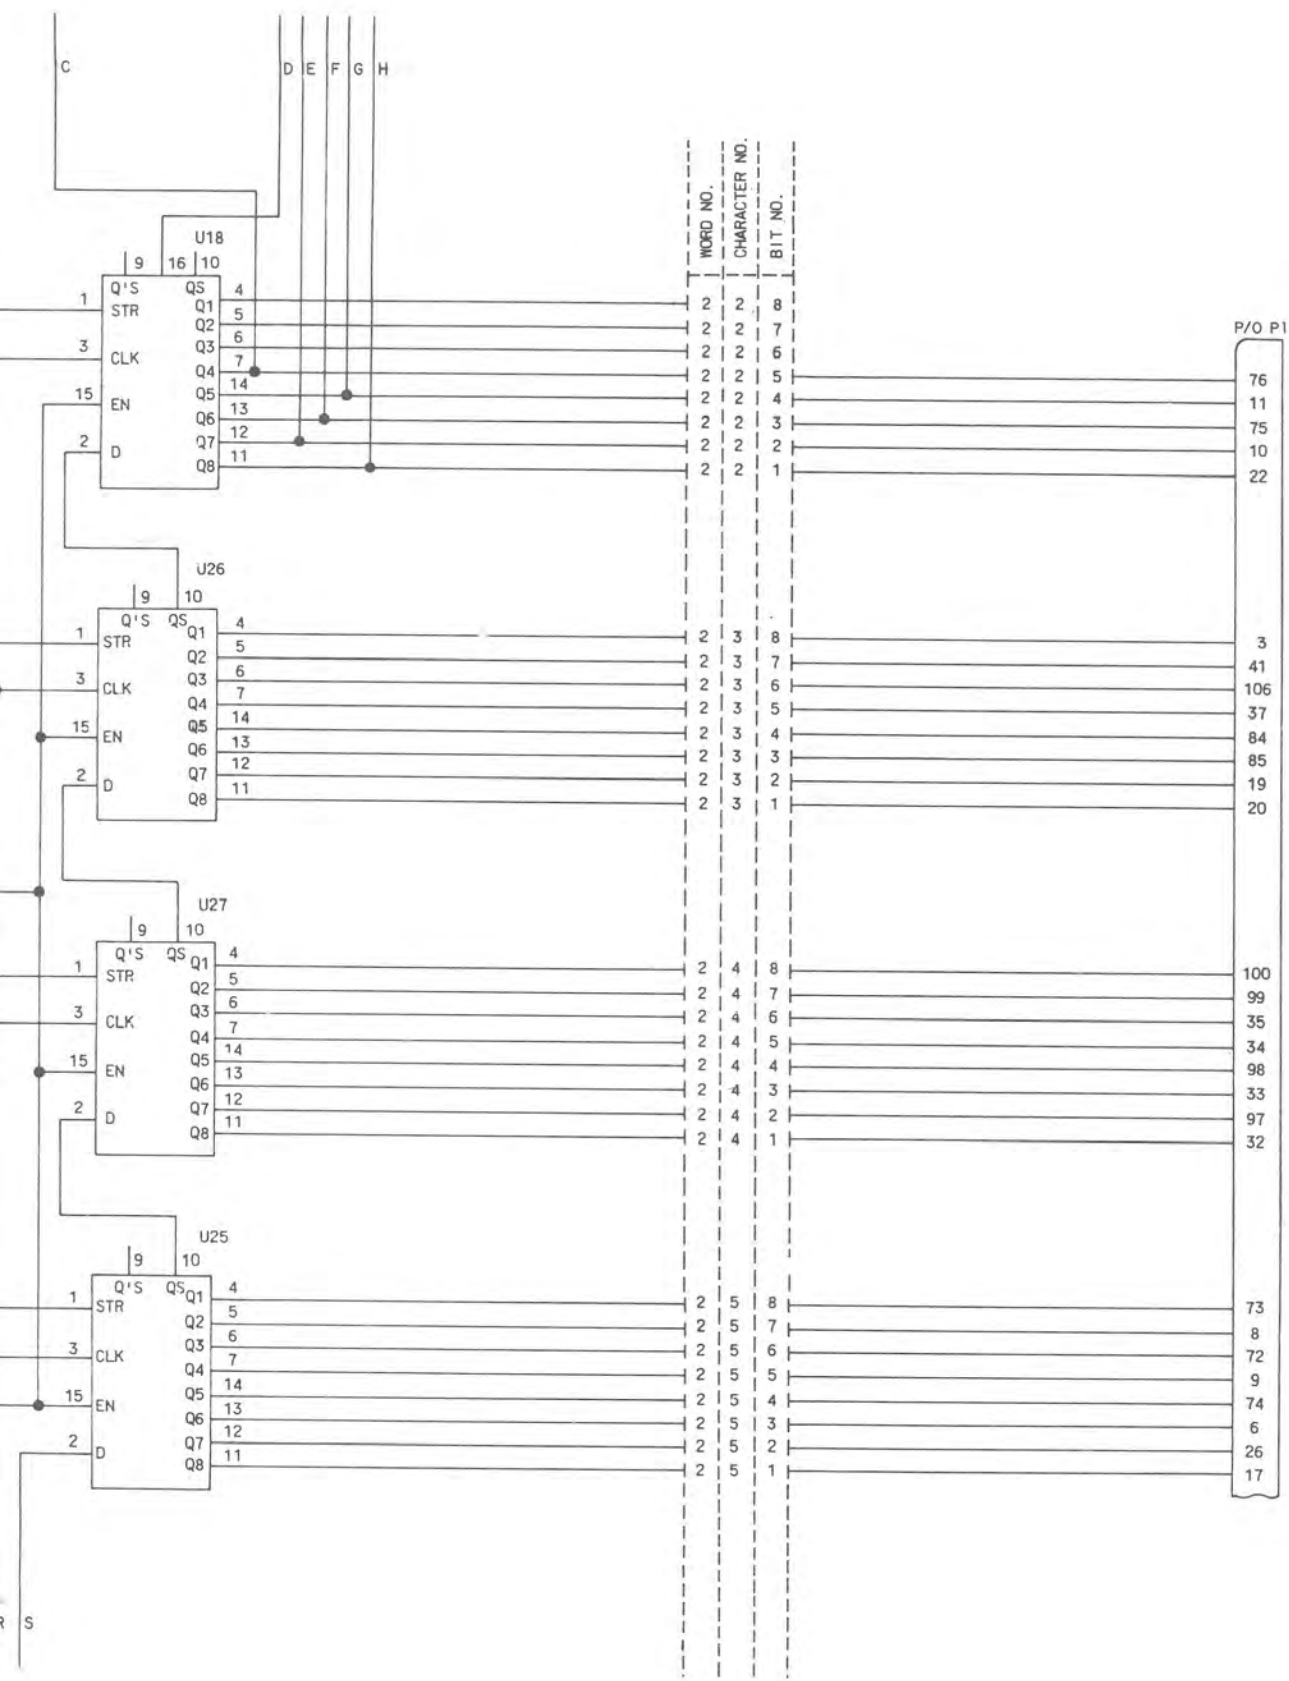 C D E F G H
WORD NO.
CHARACTER NO.
BIT NO.
U18
9 16 10
Q'S QS
1 STR Q1 4 2 2 8
Q2 5 2 2 7
3 CLK Q3 6 2 2 6
Q4 7 2 2 5 76
15 EN Q5 14 2 2 4 11
Q6 13 2 2 3 75
2 D Q7 12 2 2 2 10
Q8 11 2 2 1 22
P/O P1
U26
9 10
Q'S QS
1 STR Q1 4 2 3 8 3
Q2 5 2 3 7 41
3 CLK Q3 6 2 3 6 106
Q4 7 2 3 5 37
15 EN Q5 14 2 3 4 84
Q6 13 2 3 3 85
2 D Q7 12 2 3 2 19
Q8 11 2 3 1 20
U27
9 10
Q'S QS
1 STR Q1 4 2 4 8 100
Q2 5 2 4 7 99
3 CLK Q3 6 2 4 6 35
Q4 7 2 4 5 34
15 EN Q5 14 2 4 4 98
Q6 13 2 4 3 33
2 D Q7 12 2 4 2 97
Q8 11 2 4 1 32
U25
9 10
Q'S QS
1 STR Q1 4 2 5 8 73
Q2 5 2 5 7 8
3 CLK Q3 6 2 5 6 72
Q4 7 2 5 5 9
15 EN Q5 14 2 5 4 74
Q6 13 2 5 3 6
2 D Q7 12 2 5 2 26
Q8 11 2 5 1 17
R S